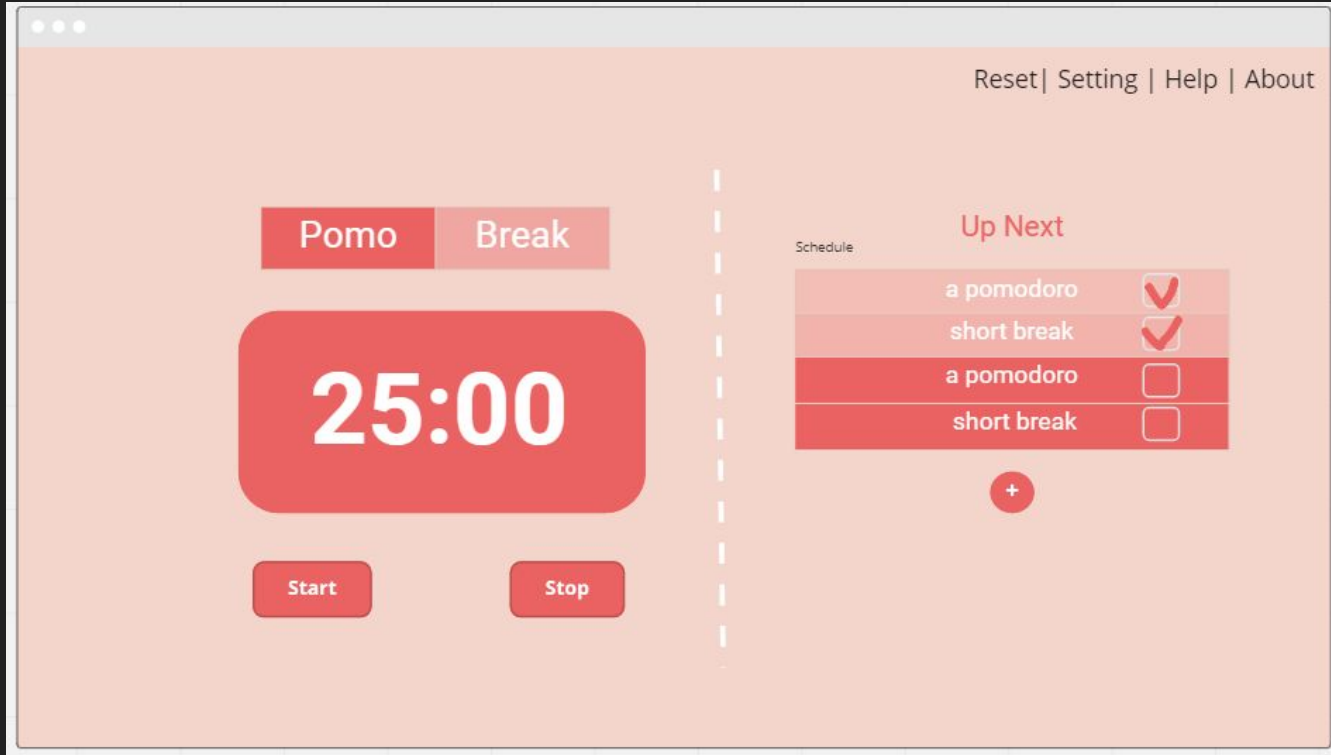 Reset| Setting | Help | About
Pomo Break
25:00
Start Stop
Up Next
Schedule
a pomodoro
short break
a pomodoro
short break
+